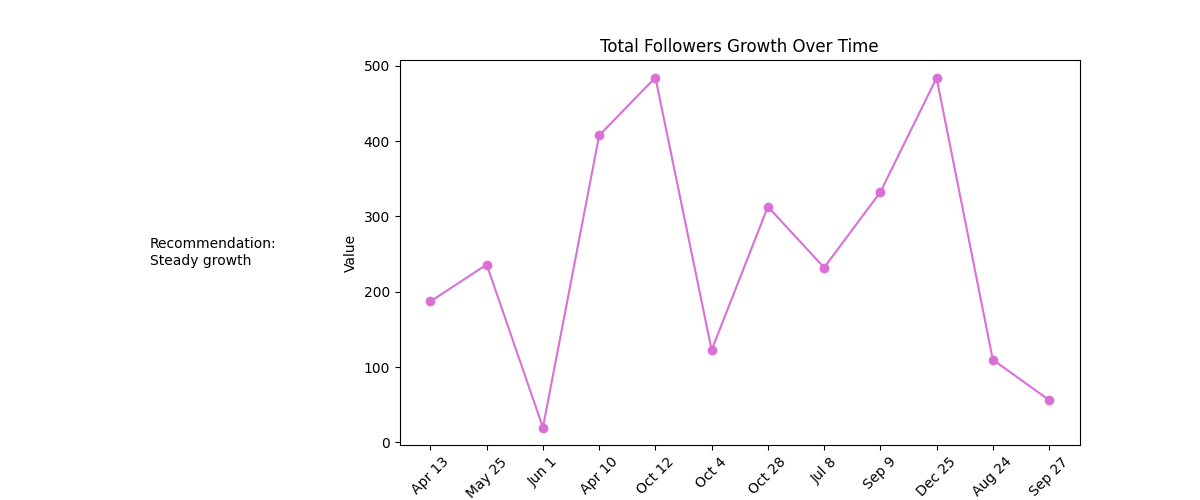 Total Followers Growth Over Time
Recommendation:
Steady growth
Value
500
400
300
200
100
0
Apr 13
May 25
Jun 1
Apr 10
Oct 12
Oct 4
Oct 28
Jul 8
Sep 9
Dec 25
Aug 24
Sep 27